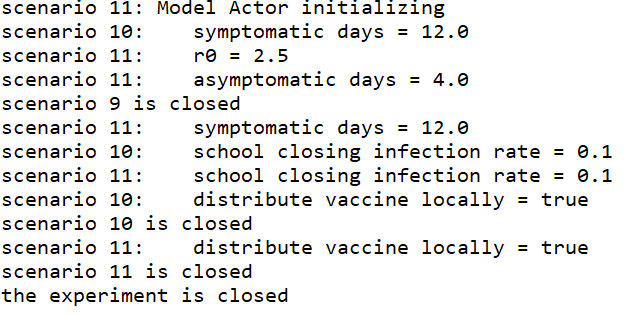 scenario 11: Model Actor initializing
scenario 10:    symptomatic days = 12.0
scenario 11:    r0 = 2.5
scenario 11:    asymptomatic days = 4.0
scenario 9 is closed
scenario 11:    symptomatic days = 12.0
scenario 10:    school closing infection rate = 0.1
scenario 11:    school closing infection rate = 0.1
scenario 10:    distribute vaccine locally = true
scenario 10 is closed
scenario 11:    distribute vaccine locally = true
scenario 11 is closed
the experiment is closed